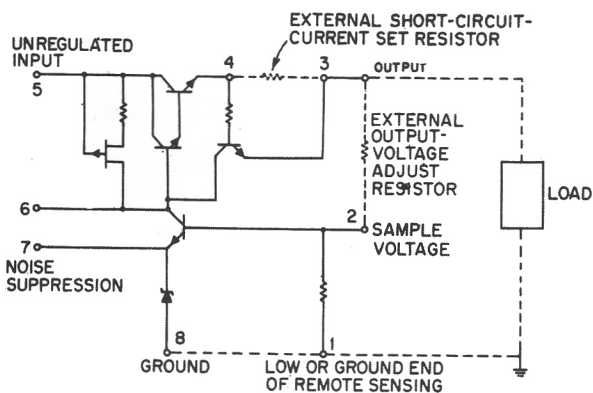 EXTERNAL SHORT-CIRCUIT-
CURRENT SET RESISTOR
UNREGULATED
INPUT
5
4
3
OUTPUT
EXTERNAL
OUTPUT-
VOLTAGE
ADJUST
RESISTOR
LOAD
6
2
SAMPLE
VOLTAGE
7
NOISE
SUPPRESSION
8
GROUND
1
LOW OR GROUND END
OF REMOTE SENSING